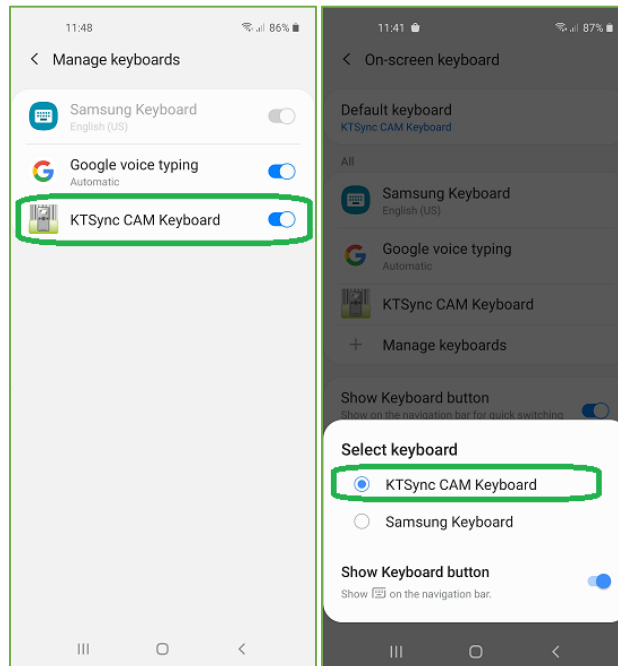 11:48
86%
Manage keyboards
Samsung Keyboard
English (US)
Google voice typing
Automatic
KTSync CAM Keyboard
11:41
87%
On-screen keyboard
Default keyboard
KTSync CAM Keyboard
All
Samsung Keyboard
English (US)
Google voice typing
Automatic
KTSync CAM Keyboard
+ Manage keyboards
Show Keyboard button
Show on the navigation bar for quick switching
Select keyboard
KTSync CAM Keyboard
Samsung Keyboard
Show Keyboard button
Show on the navigation bar.